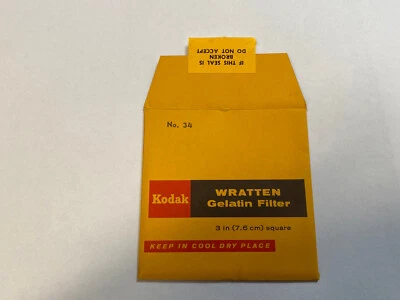 IF THIS SEAL IS
BROKEN
DO NOT ACCEPT
No. 34
Kodak
WRATTEN
Gelatin Filter
3 in (7.6 cm) square
KEEP IN COOL DRY PLACE